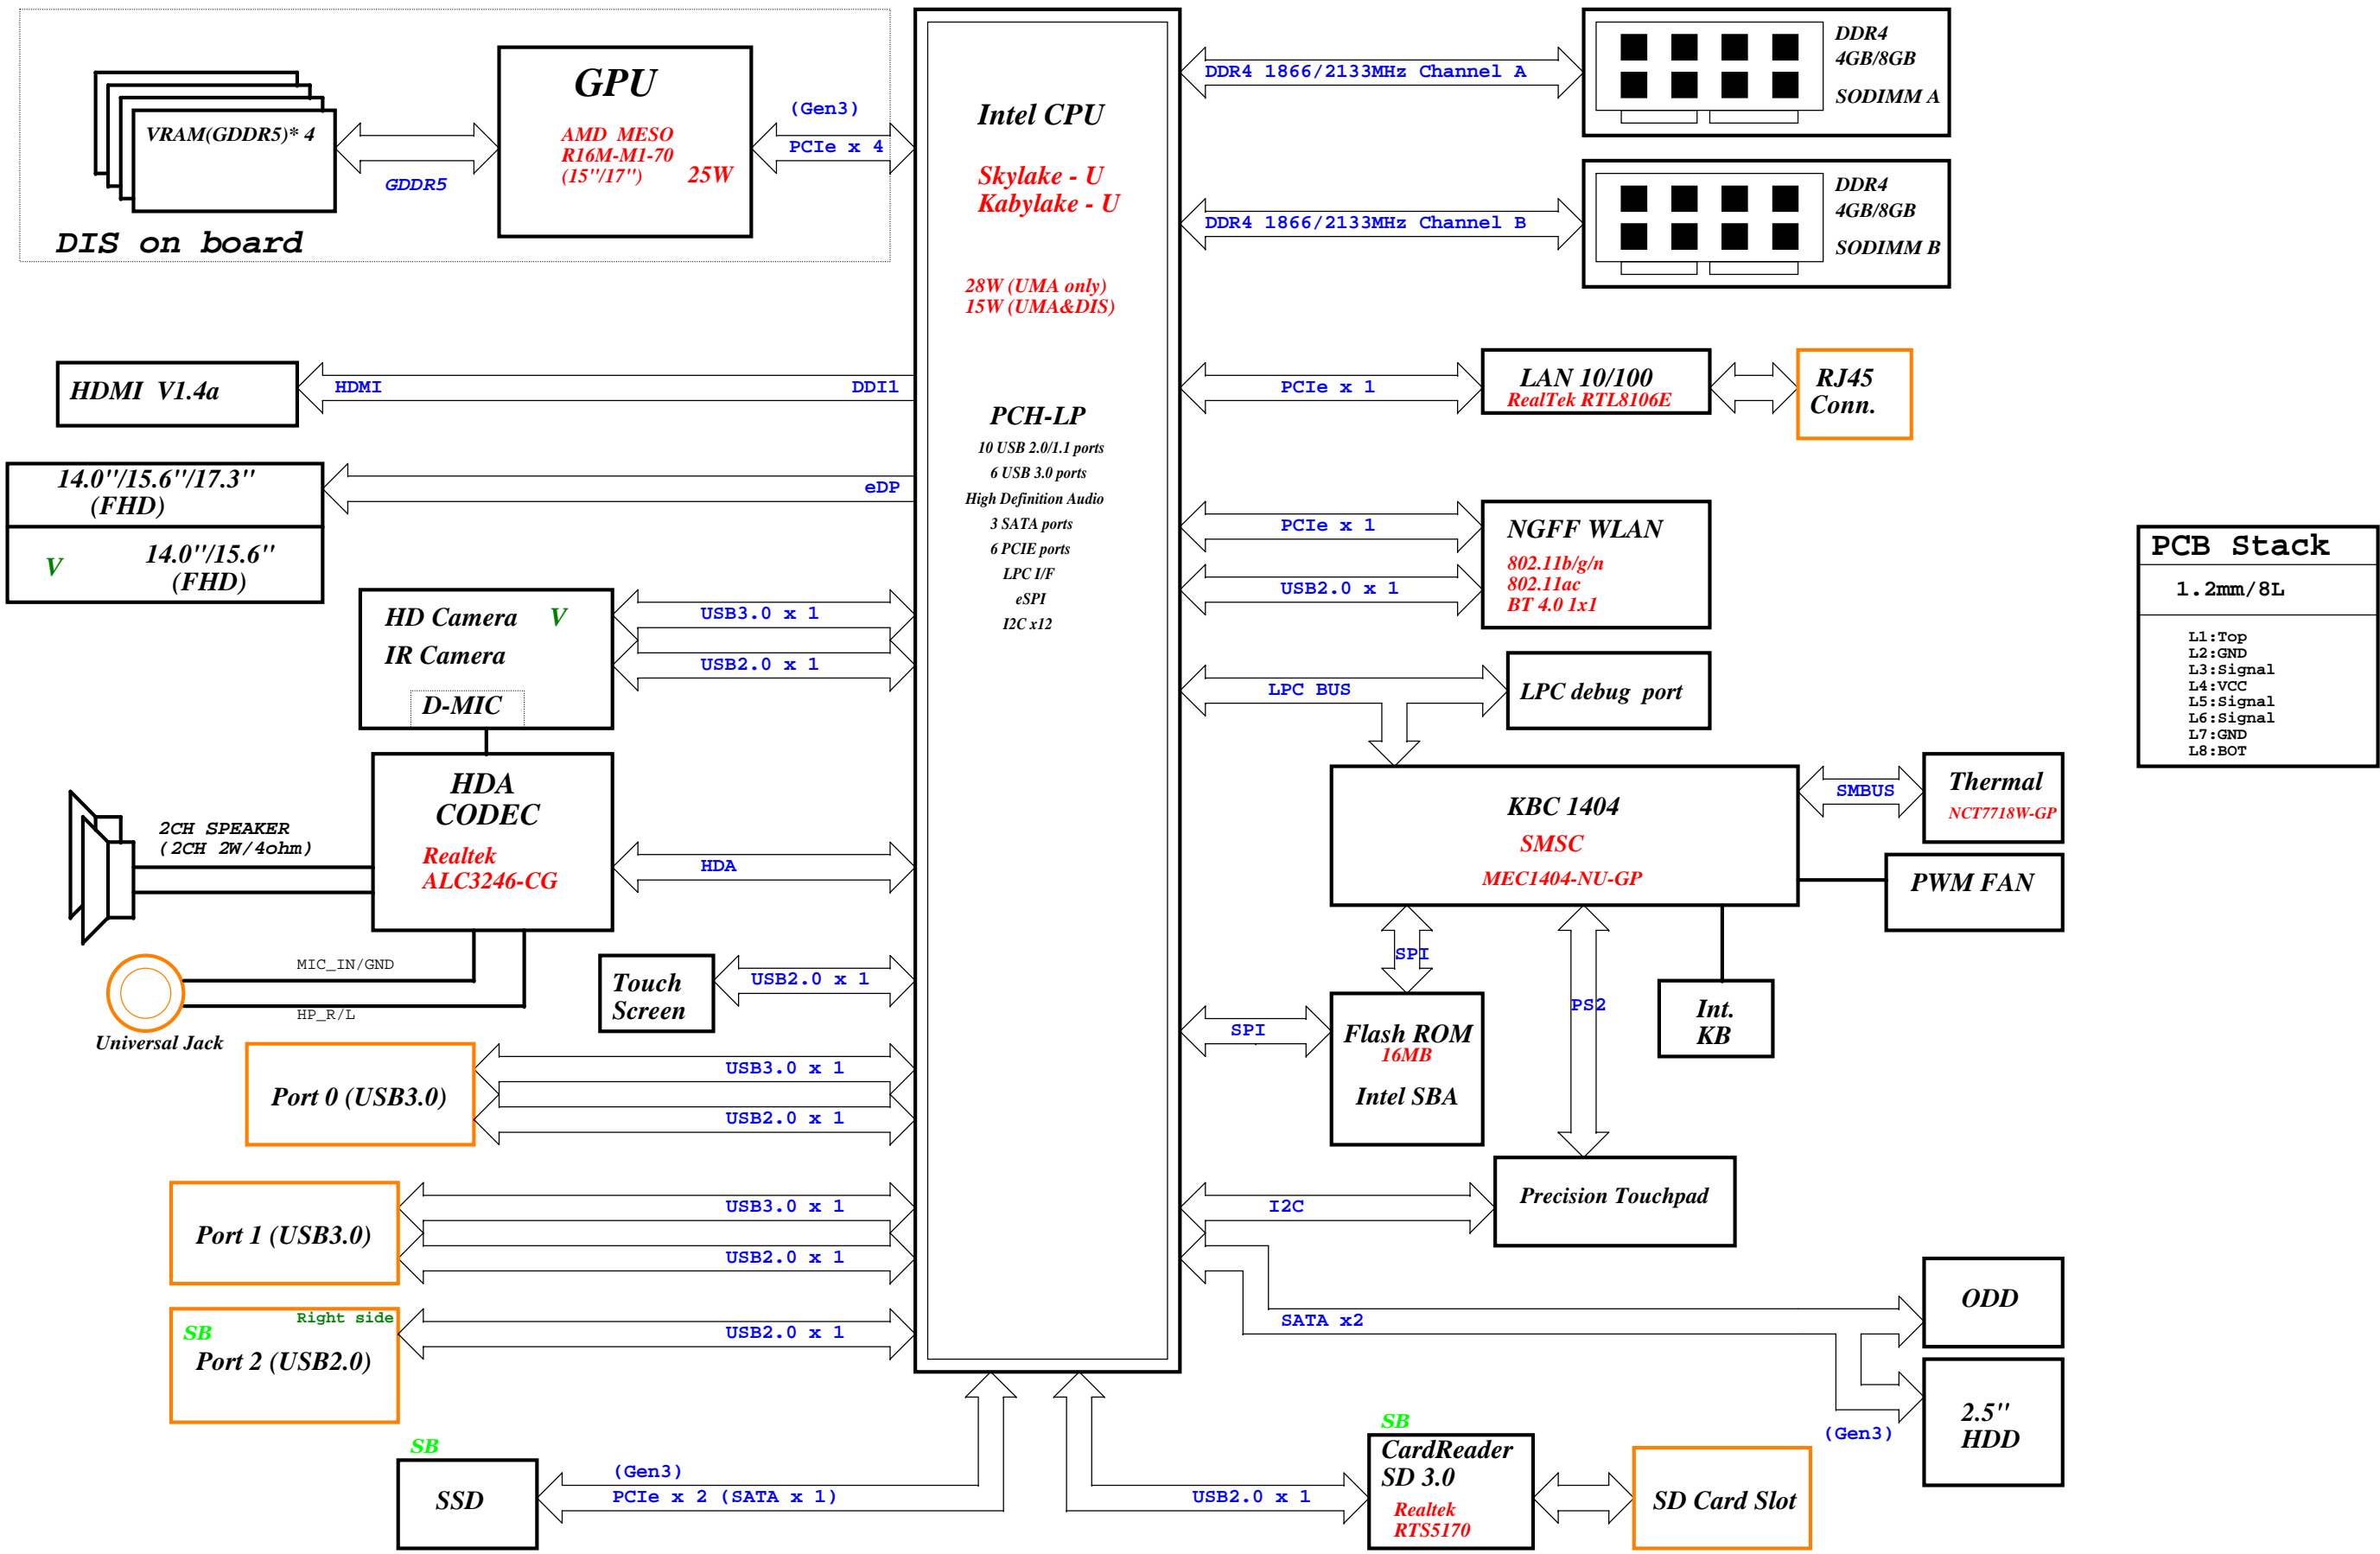 VRAM(GDDR5)* 4
GDDR5
DIS on board
GPU
AMD MESO
R16M-M1-70
(15"/17") 25W
(Gen3)
PCIe x 4
Intel CPU
Skylake - U
Kabylake - U
28W (UMA only)
15W (UMA&DIS)
PCH-LP
10 USB 2.0/1.1 ports
6 USB 3.0 ports
High Definition Audio
3 SATA ports
6 PCIE ports
LPC I/F
eSPI
I2C x12
DDR4 1866/2133MHz Channel A
DDR4
4GB/8GB
SODIMM A
DDR4 1866/2133MHz Channel B
DDR4
4GB/8GB
SODIMM B
HDMI V1.4a
HDMI
DDI1
14.0"/15.6"/17.3"
(FHD)
eDP
V 14.0"/15.6"
(FHD)
HD Camera V
IR Camera
D-MIC
USB3.0 x 1
USB2.0 x 1
HDA
CODEC
Realtek
ALC3246-CG
HDA
2CH SPEAKER
(2CH 2W/4ohm)
MIC_IN/GND
HP_R/L
Universal Jack
Touch
Screen
USB2.0 x 1
Port 0 (USB3.0)
USB3.0 x 1
USB2.0 x 1
Port 1 (USB3.0)
USB3.0 x 1
USB2.0 x 1
Right side
SB
Port 2 (USB2.0)
USB2.0 x 1
SB
SSD
(Gen3)
PCIe x 2 (SATA x 1)
PCIe x 1
LAN 10/100
RealTek RTL8106E
RJ45
Conn.
PCIe x 1
USB2.0 x 1
NGFF WLAN
802.11b/g/n
802.11ac
BT 4.0 1x1
LPC BUS
LPC debug port
KBC 1404
SMSC
MEC1404-NU-GP
SMBUS
Thermal
NCT7718W-GP
PWM FAN
SPI
PS2
Int.
KB
SPI
Flash ROM
16MB
Intel SBA
I2C
Precision Touchpad
SATA x2
ODD
2.5"
HDD
(Gen3)
USB2.0 x 1
SB
CardReader
SD 3.0
Realtek
RTS5170
SD Card Slot
PCB Stack
1.2mm/8L
L1:Top
L2:GND
L3:Signal
L4:VCC
L5:Signal
L6:Signal
L7:GND
L8:BOT